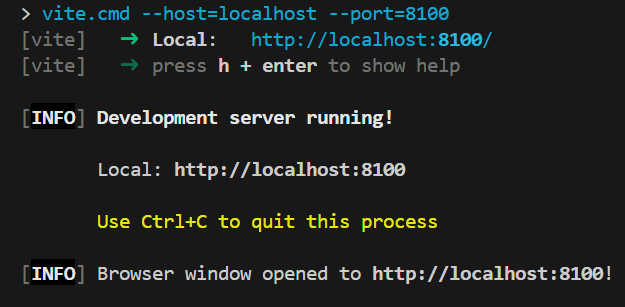 > vite.cmd --host=localhost --port=8100
[vite] ➜ Local: http://localhost:8100/
[vite] ➜ press h + enter to show help
[INFO] Development server running!
Local: http://localhost:8100
Use Ctrl+C to quit this process
[INFO] Browser window opened to http://localhost:8100!